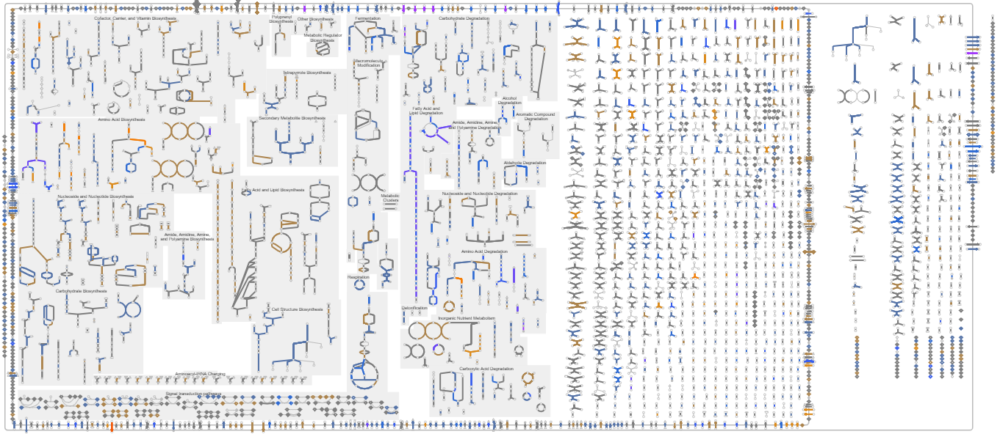 Cofactor, Carrier, and Vitamin Biosynthesis
Polyprenyl
Biosynthesis
Other Biosynthesis
Metabolic Regulator
Biosynthesis
Fermentation
Carbohydrate Degradation
Macromolecule
Modification
Tetrapyrrole Biosynthesis
Alcohol
Degradation
Fatty Acid and
Lipid Degradation
Aromatic Compound
Degradation
Amino Acid Biosynthesis
Secondary Metabolite Biosynthesis
Amide, Amidine, Amine,
and Polyamine Degradation
Aldehyde Degradation
Fatty Acid and Lipid Biosynthesis
Nucleoside and Nucleotide Biosynthesis
Metabolic
Clusters
Nucleoside and Nucleotide Degradation
Amide, Amidine, Amine,
and Polyamine Biosynthesis
Amino Acid Degradation
Respiration
Carbohydrate Biosynthesis
Cell Structure Biosynthesis
Detoxification
Inorganic Nutrient Metabolism
Carboxylic Acid Degradation
Aminoacyl-tRNA Charging
Signal transduction pathways